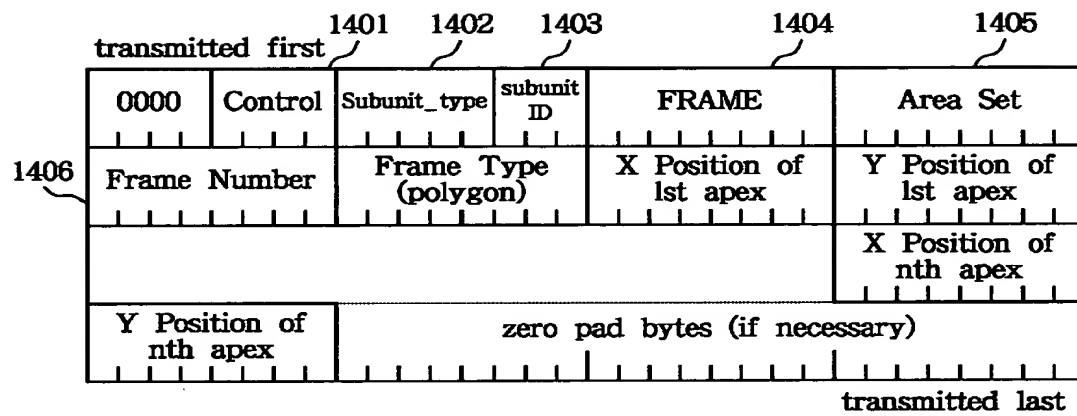 1401 1402 1403 1404 1405
transmitted first
0000 Control Subunit_type subunit ID FRAME Area Set
1406
Frame Number Frame Type (polygon) X Position of lst apex Y Position of lst apex
X Position of nth apex
Y Position of nth apex zero pad bytes (if necessary)
transmitted last